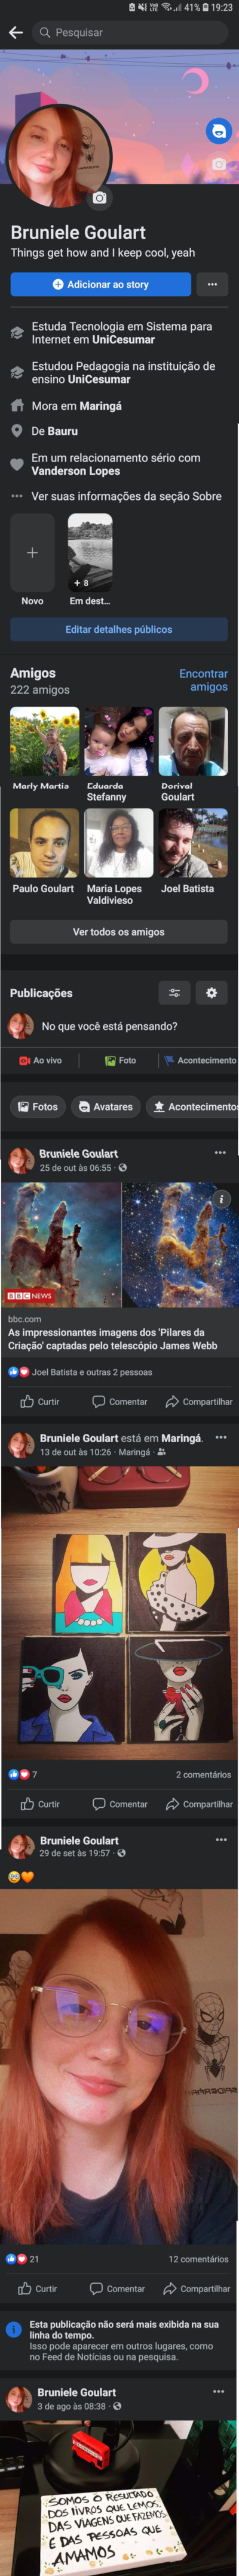 41% 19:23
Pesquisar
Bruniele Goulart
Things get how and I keep cool, yeah
Adicionar ao story
Estuda Tecnologia em Sistema para
Internet em UniCesumar
Estudou Pedagogia na instituição de
ensino UniCesumar
Mora em Maringá
De Bauru
Em um relacionamento sério com
Vanderson Lopes
Ver suas informações da seção Sobre
+ 8
Novo
Em dest...
Editar detalhes públicos
Amigos
222 amigos
Encontrar
amigos
Marly Martia
Eduarda
Stefanny
Dorival
Goulart
Paulo Goulart
Maria Lopes
Valdivieso
Joel Batista
Ver todos os amigos
Publicações
No que você está pensando?
Ao vivo
Foto
Acontecimento
Fotos
Avatares
Acontecimento
Bruniele Goulart
25 de out às 06:55
BBC NEWS
bbc.com
As impressionantes imagens dos 'Pilares da
Criação' captadas pelo telescópio James Webb
Joel Batista e outras 2 pessoas
Curtir
Comentar
Compartilhar
Bruniele Goulart está em Maringá.
13 de out às 10:26 · Maringá
7
2 comentários
Curtir
Comentar
Compartilhar
Bruniele Goulart
29 de set às 19:57
21
12 comentários
Curtir
Comentar
Compartilhar
Esta publicação não será mais exibida na sua
linha do tempo.
Isso pode aparecer em outros lugares, como
no Feed de Notícias ou na pesquisa.
Bruniele Goulart
3 de ago às 08:38
SOMOS O RESULTADO
DOS LIVROS QUE LEMOS,
DAS VIAGENS QUE FAZEMOS
E DAS PESSOAS QUE
AMAMOS